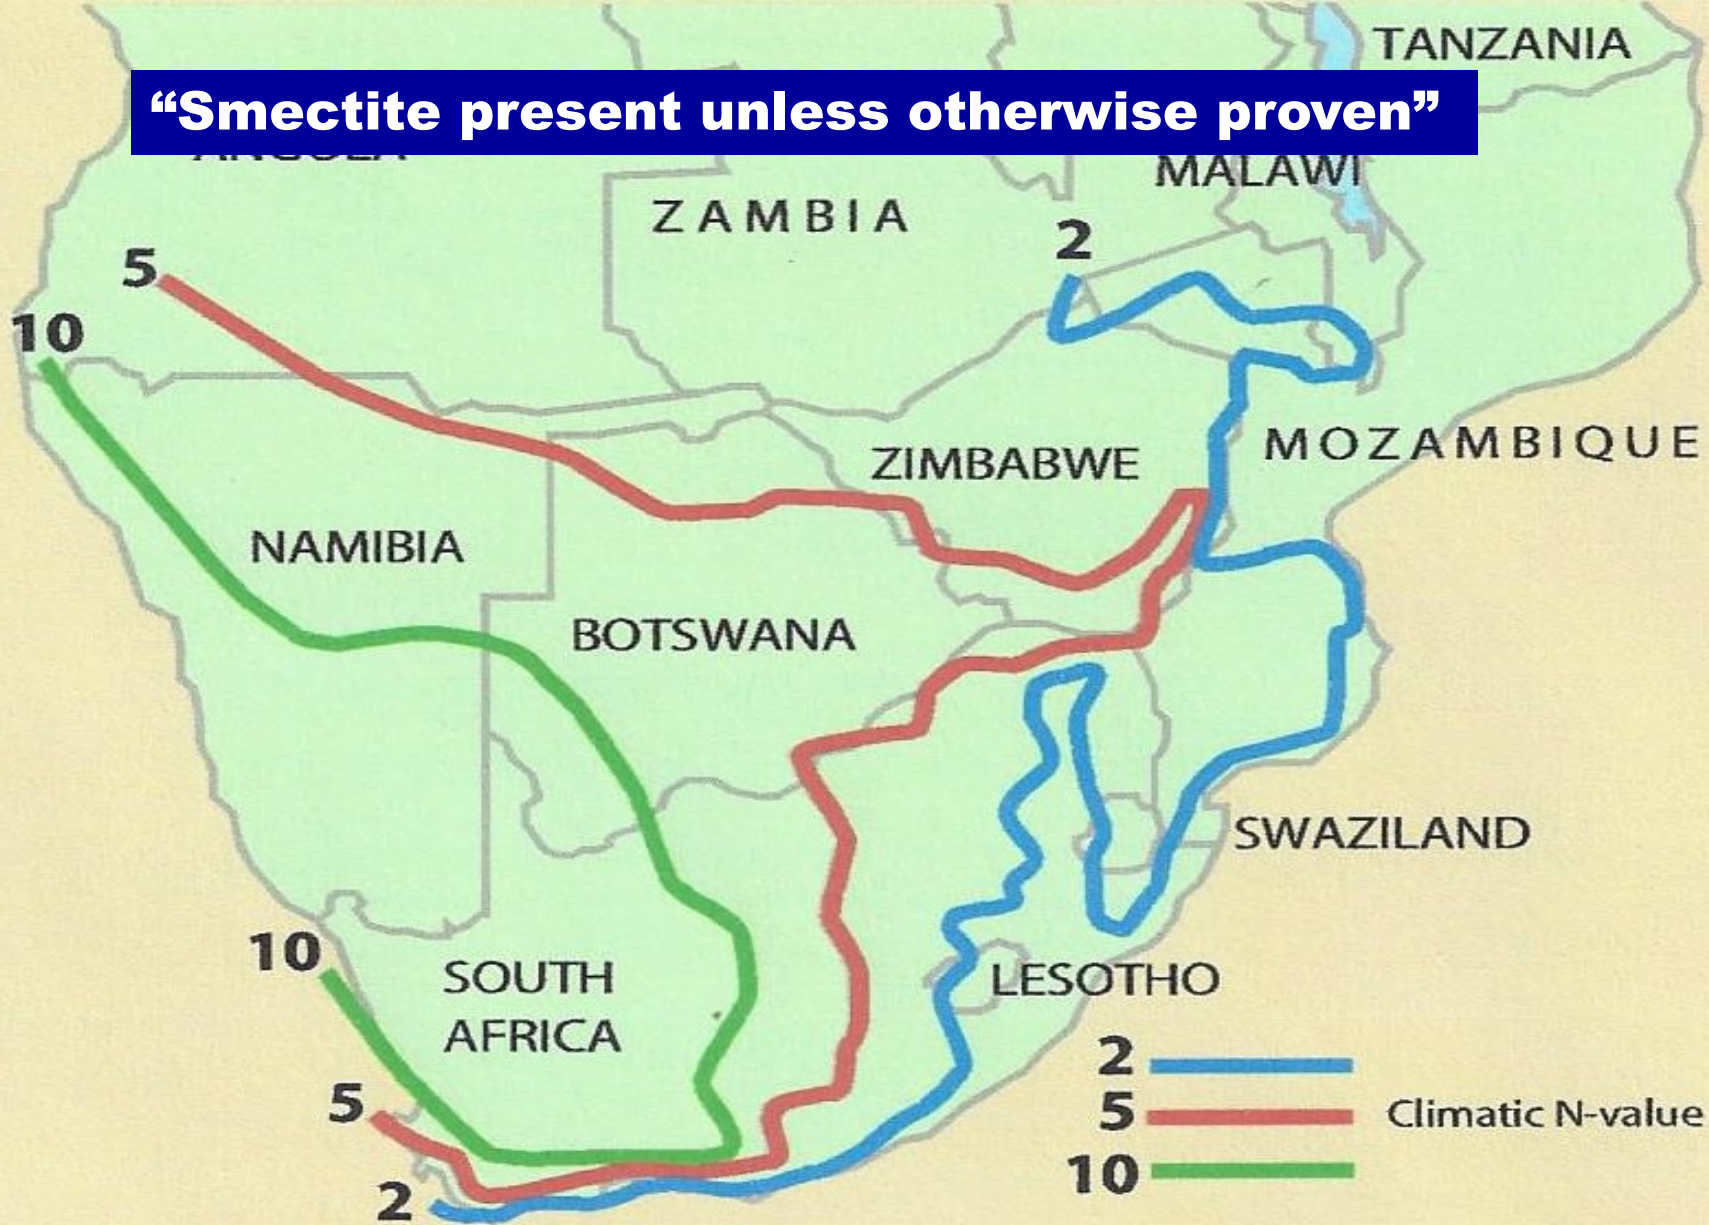 TANZANIA
“Smectite present unless otherwise proven”
ANGOLA
MALAWI
ZAMBIA
2
5
10
MOZAMBIQUE
ZIMBABWE
NAMIBIA
BOTSWANA
SWAZILAND
10
SOUTH
AFRICA
LESOTHO
2
5
5
Climatic N-value
10
2